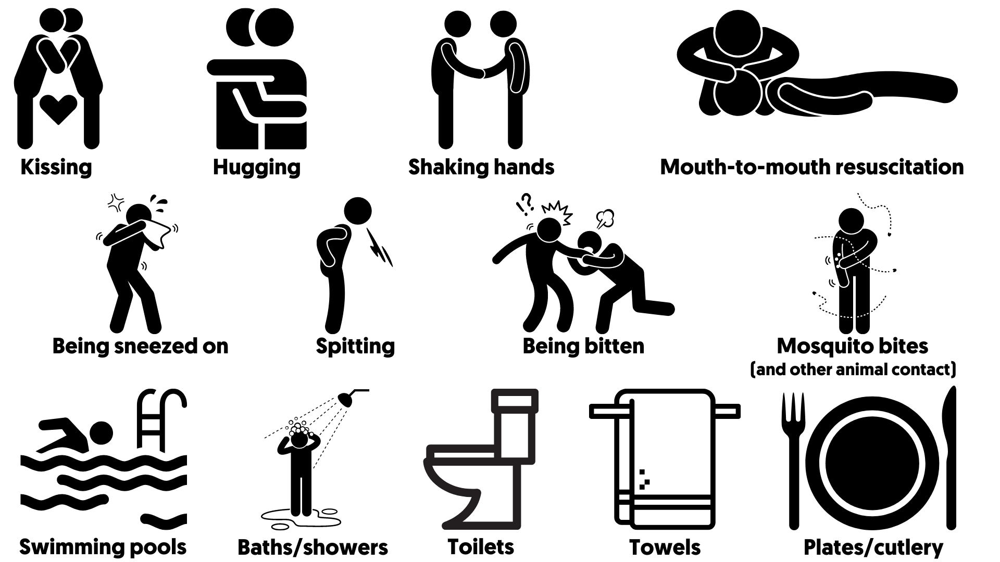 Kissing
Hugging
Shaking hands
Mouth-to-mouth resuscitation
!?
Being sneezed on
Spitting
Being bitten
Mosquito bites
(and other animal contact)
Swimming pools
Baths/showers
Toilets
Towels
Plates/cutlery